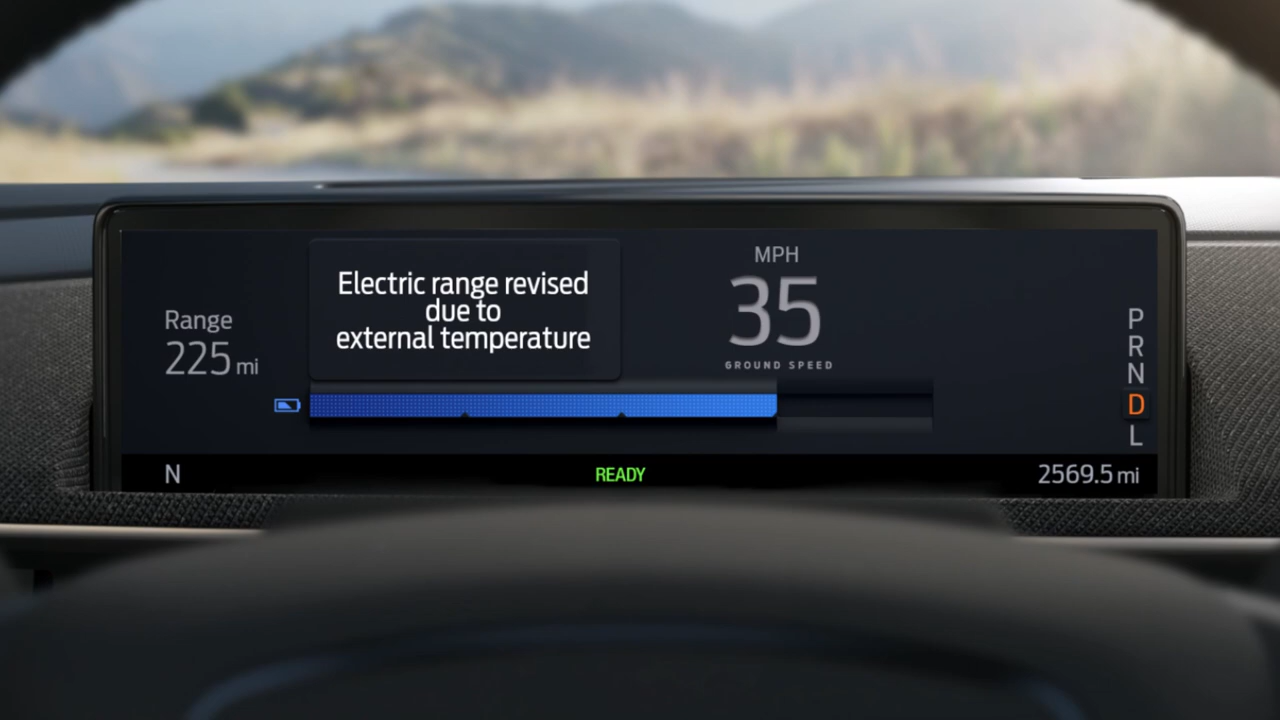 Range
225 mi
Electric range revised
due to
external temperature
MPH
35
GROUND SPEED
P
R
N
D
L
N
READY
2569.5 mi